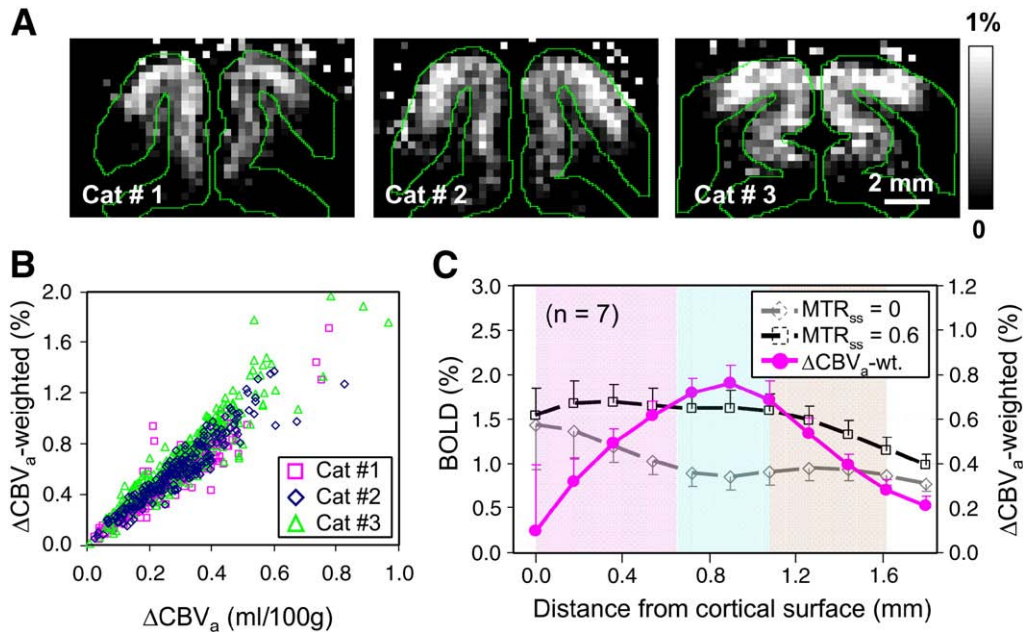 A
1%
Cat # 1
Cat # 2
Cat # 3
2 mm
0
B
ΔCBVa-weighted (%)
2.0
1.6
1.2
0.8
0.4
0.0
Cat #1
Cat #2
Cat #3
0.0 0.2 0.4 0.6 0.8 1.0
ΔCBVa (ml/100g)
C
BOLD (%)
3.0
2.5
2.0
1.5
1.0
0.5
0.0
(n = 7)
MTRss = 0
MTRss = 0.6
ΔCBVa-wt.
1.2
1.0
0.8
0.6
0.4
0.2
0.0
ΔCBVa-weighted (%)
0.0 0.4 0.8 1.2 1.6
Distance from cortical surface (mm)